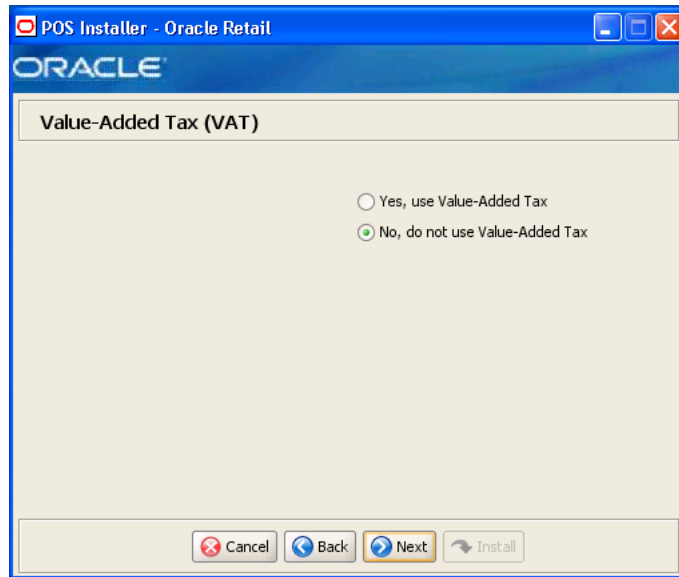 POS Installer - Oracle Retail
ORACLE
Value-Added Tax (VAT)
Yes, use Value-Added Tax
No, do not use Value-Added Tax
Cancel Back Next Install